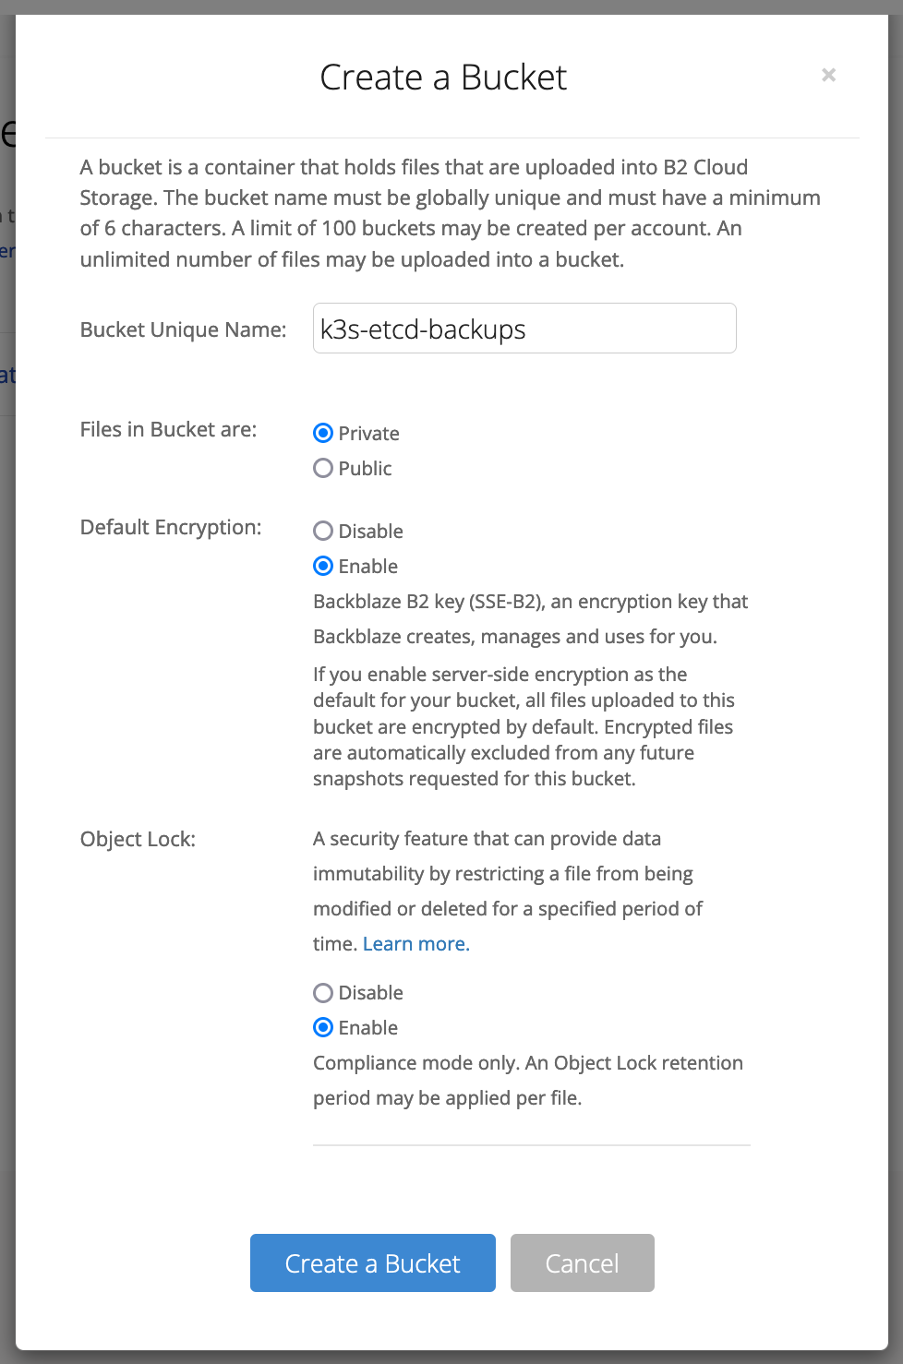 Create a Bucket
×
A bucket is a container that holds files that are uploaded into B2 Cloud
Storage. The bucket name must be globally unique and must have a minimum
of 6 characters. A limit of 100 buckets may be created per account. An
unlimited number of files may be uploaded into a bucket.
Bucket Unique Name: k3s-etcd-backups
Files in Bucket are: Private
Public
Default Encryption: Disable
Enable
Backblaze B2 key (SSE-B2), an encryption key that
Backblaze creates, manages and uses for you.
If you enable server-side encryption as the
default for your bucket, all files uploaded to this
bucket are encrypted by default. Encrypted files
are automatically excluded from any future
snapshots requested for this bucket.
Object Lock: A security feature that can provide data
immutability by restricting a file from being
modified or deleted for a specified period of
time. Learn more.
Disable
Enable
Compliance mode only. An Object Lock retention
period may be applied per file.
Create a Bucket Cancel